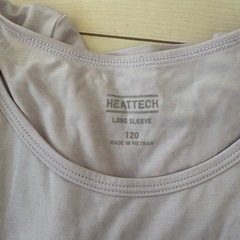 HEATTECH
LONG SLEEVE
120
MADE IN VIETNAM